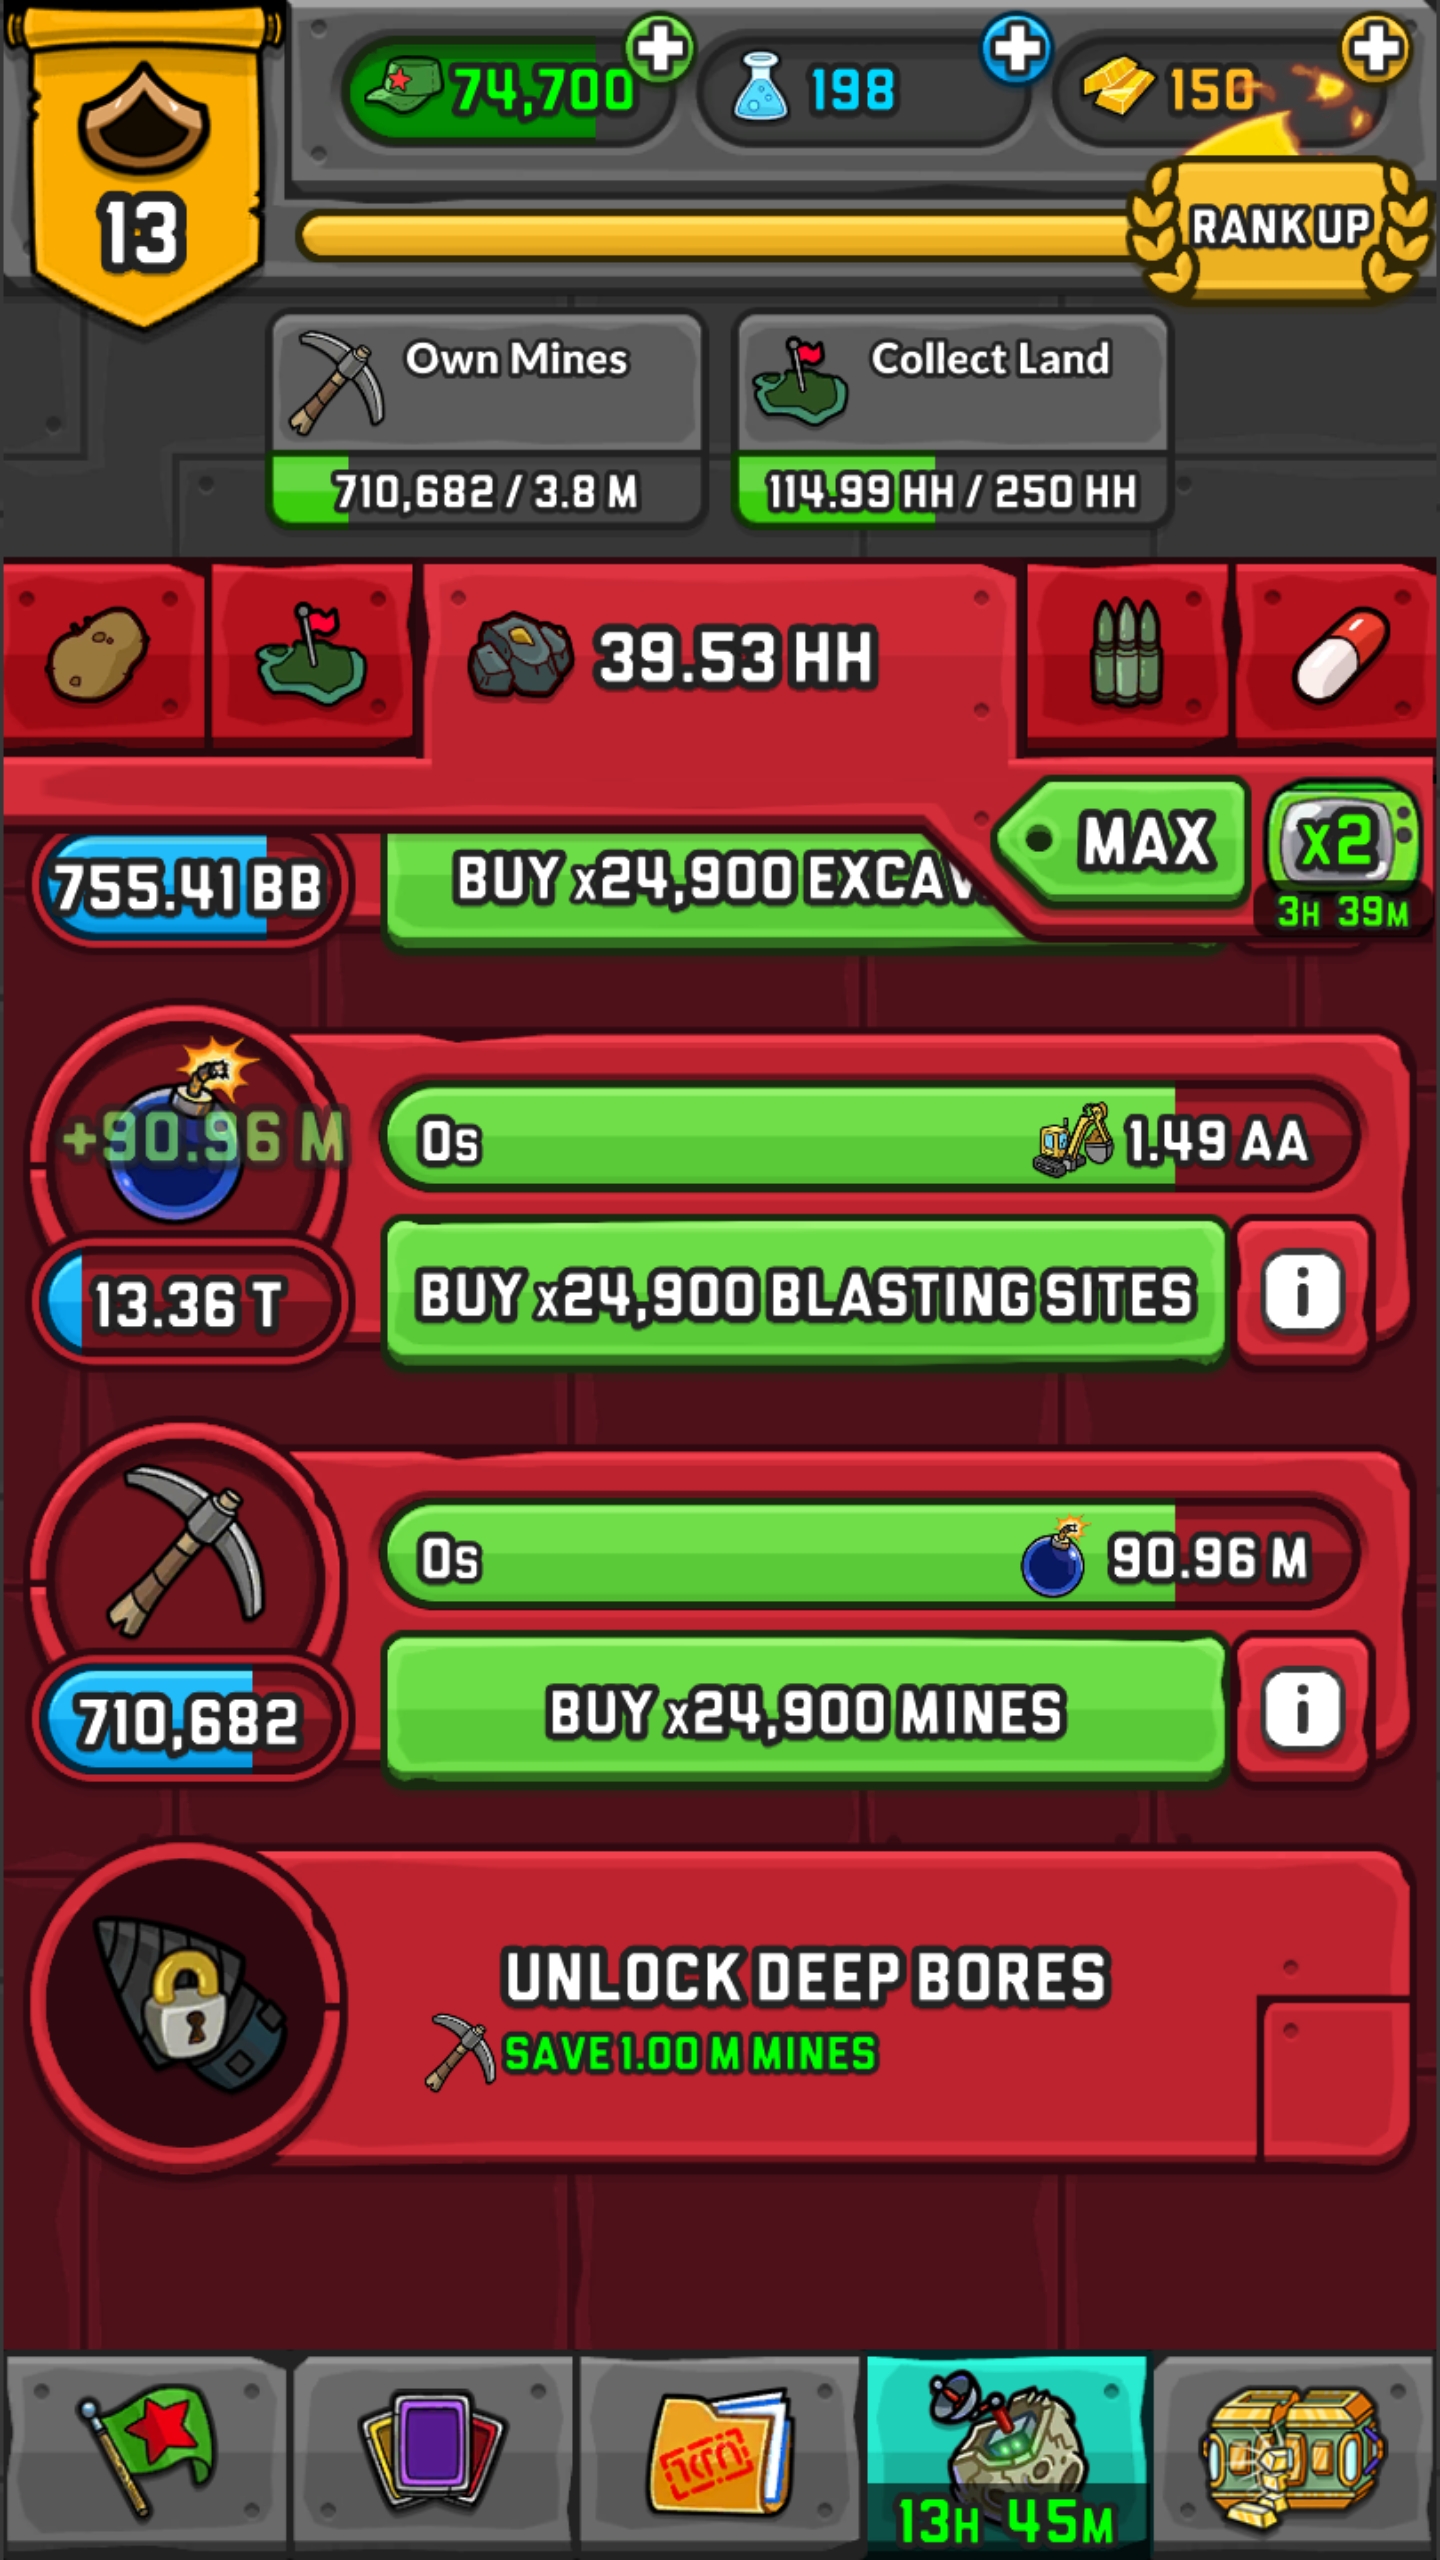 74,700
198
150
13
RANK UP
Own Mines
710,682 / 3.8 M
Collect Land
114.99 HH / 250 HH
39.53 HH
MAX
x2
3H 39M
755.41 BB
BUY x24,900
+90.96 M
0s
1.49 AA
13.36 T
BUY x24,900 BLASTING SITES
i
0s
90.96 M
710,682
BUY x24,900 MINES
i
UNLOCK DEEP BORES
SAVE 1.00 M MINES
13H 45M